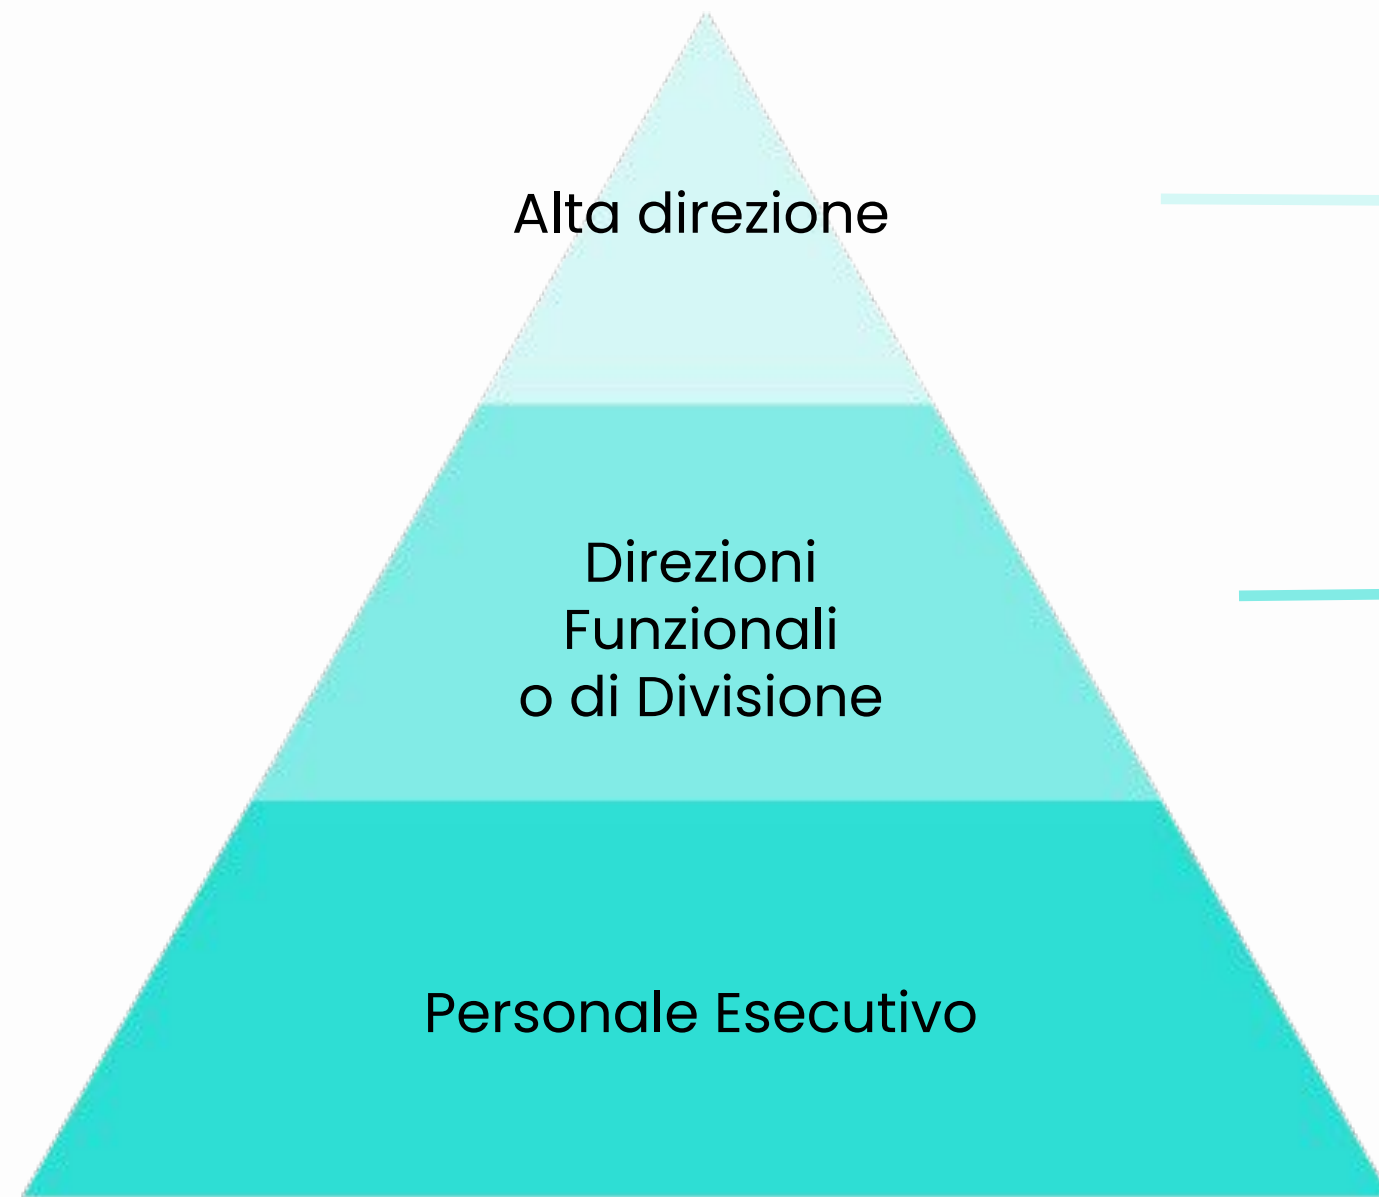 Alta direzione
Direzioni
Funzionali
o di Divisione
Personale Esecutivo